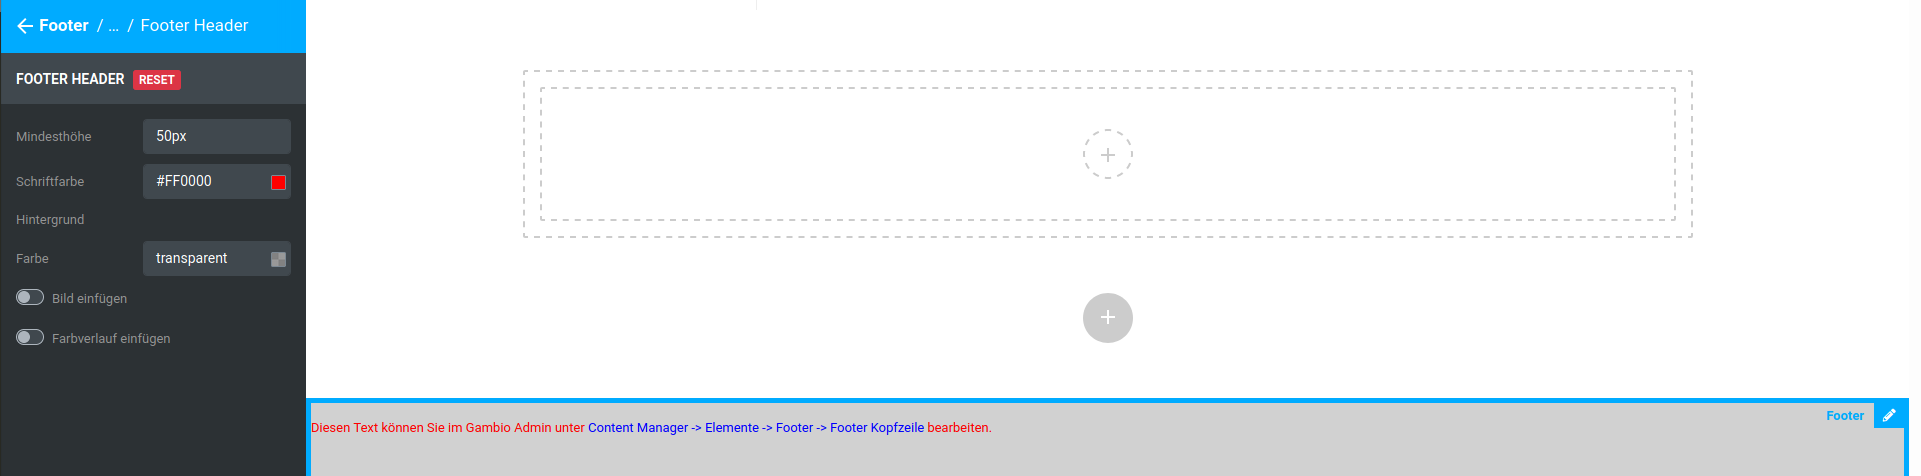 Footer / ... / Footer Header
FOOTER HEADER RESET
Mindesthöhe 50px
Schriftfarbe #FF0000
Hintergrund
Farbe transparent
Bild einfügen
Farbverlauf einfügen
Footer
Diesen Text können Sie im Gambio Admin unter Content Manager -> Elemente -> Footer -> Footer Kopfzeile bearbeiten.